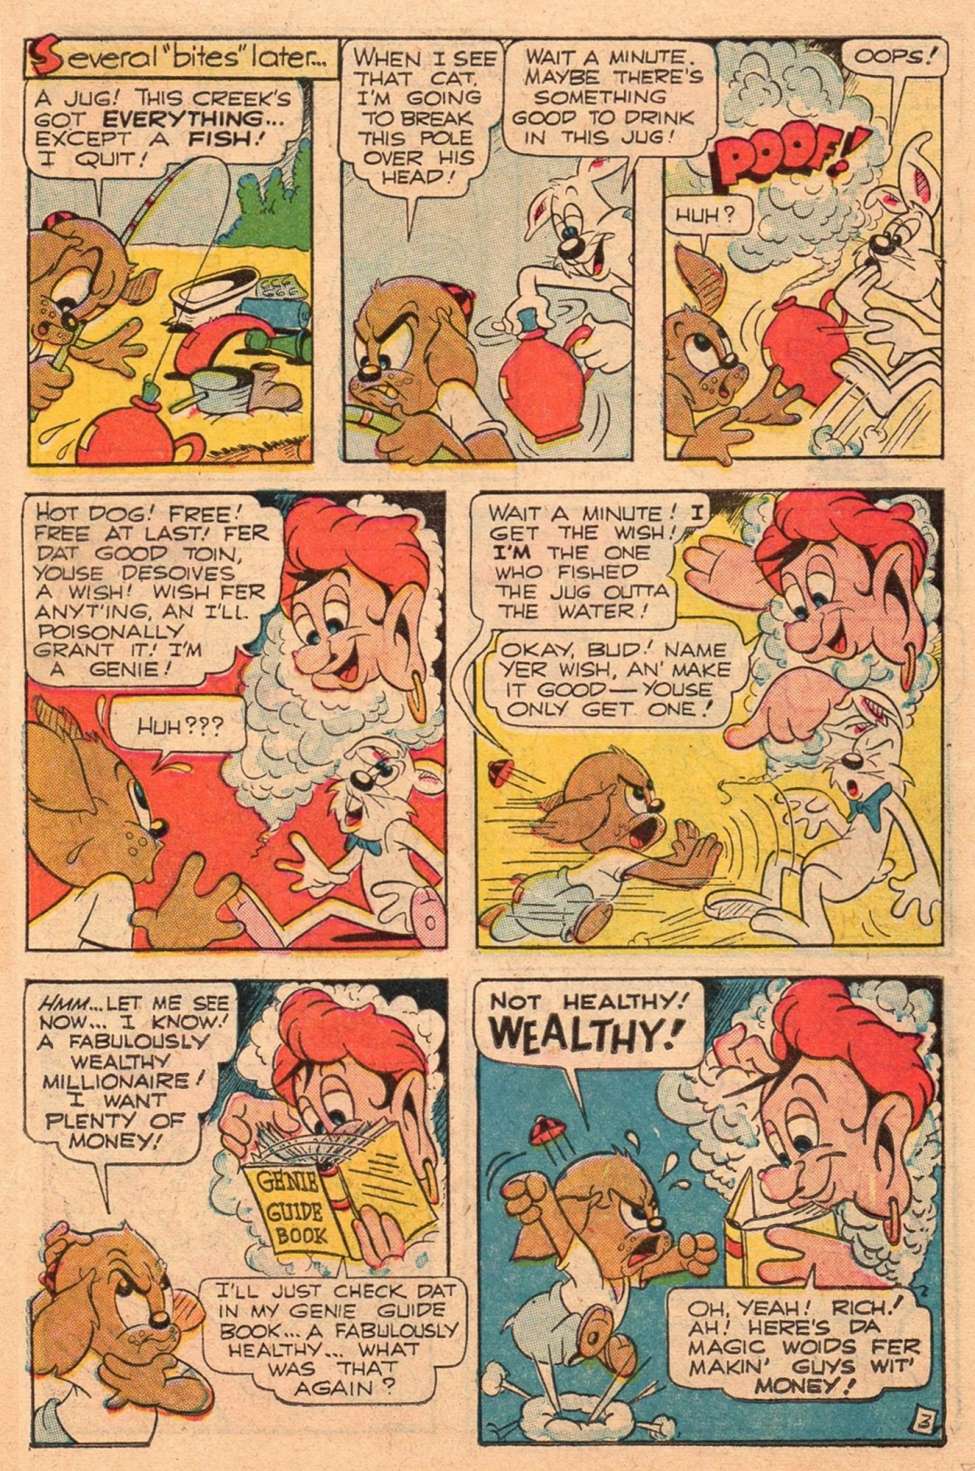 Several "bites" later...
A JUG! THIS CREEK'S
GOT EVERYTHING...
EXCEPT A FISH!
I QUIT!
WHEN I SEE
THAT CAT,
I'M GOING
TO BREAK
THIS POLE
OVER HIS
HEAD!
WAIT A MINUTE.
MAYBE THERE'S
SOMETHING
GOOD TO DRINK
IN THIS JUG!
OOPS!
POOF!
HUH?
HOT DOG! FREE!
FREE AT LAST! FER
DAT GOOD TOIN,
YOUSE DESOIVES
A WISH! WISH FER
ANYT'ING, AN I'LL
POISONALLY
GRANT IT! I'M
A GENIE!
HUH???
WAIT A MINUTE! I
GET THE WISH!
I'M THE ONE
WHO FISHED
THE JUG OUTTA
THE WATER!
OKAY, BUD! NAME
YER WISH, AN' MAKE
IT GOOD—YOUSE
ONLY GET ONE!
HMM...LET ME SEE
NOW... I KNOW!
A FABULOUSLY
WEALTHY
MILLIONAIRE!
I WANT
PLENTY OF
MONEY!
GENIE
GUIDE
BOOK
I'LL JUST CHECK DAT
IN MY GENIE GUIDE
BOOK... A FABULOUSLY
HEALTHY... WHAT
WAS THAT
AGAIN?
NOT HEALTHY!
WEALTHY!
OH, YEAH! RICH!
AH! HERE'S DA
MAGIC WOIDS FER
MAKIN' GUYS WIT'
MONEY!
3